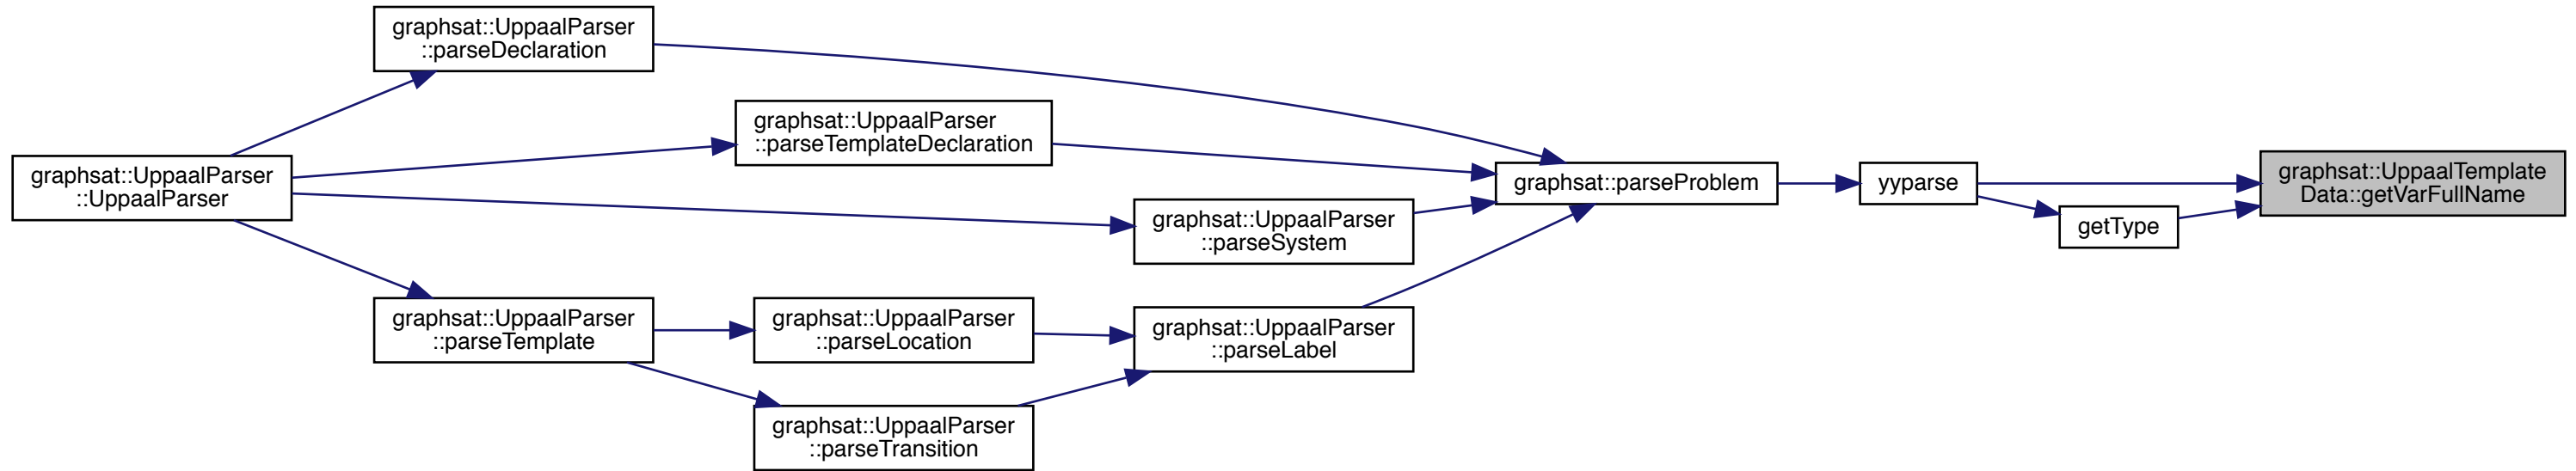 graphsat::UppaalParser
::UppaalParser
graphsat::UppaalParser
::parseDeclaration
graphsat::UppaalParser
::parseTemplateDeclaration
graphsat::UppaalParser
::parseSystem
graphsat::UppaalParser
::parseTemplate
graphsat::UppaalParser
::parseLocation
graphsat::UppaalParser
::parseTransition
graphsat::UppaalParser
::parseLabel
graphsat::parseProblem
yyparse
getType
graphsat::UppaalTemplate
Data::getVarFullName